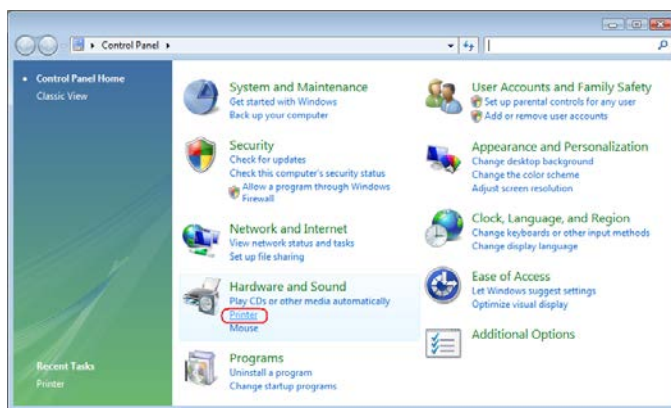 Control Panel
Control Panel Home
Classic View
System and Maintenance
Get started with Windows
Back up your computer
Security
Check for updates
Check this computer's security status
Allow a program through Windows
Firewall
Network and Internet
View network status and tasks
Set up file sharing
Hardware and Sound
Play CDs or other media automatically
Printer
Mouse
Programs
Uninstall a program
Change startup programs
User Accounts and Family Safety
Set up parental controls for any user
Add or remove user accounts
Appearance and Personalization
Change desktop background
Change the color scheme
Adjust screen resolution
Clock, Language, and Region
Change keyboards or other input methods
Change display language
Ease of Access
Let Windows suggest settings
Optimize visual display
Additional Options
Recent Tasks
Printer